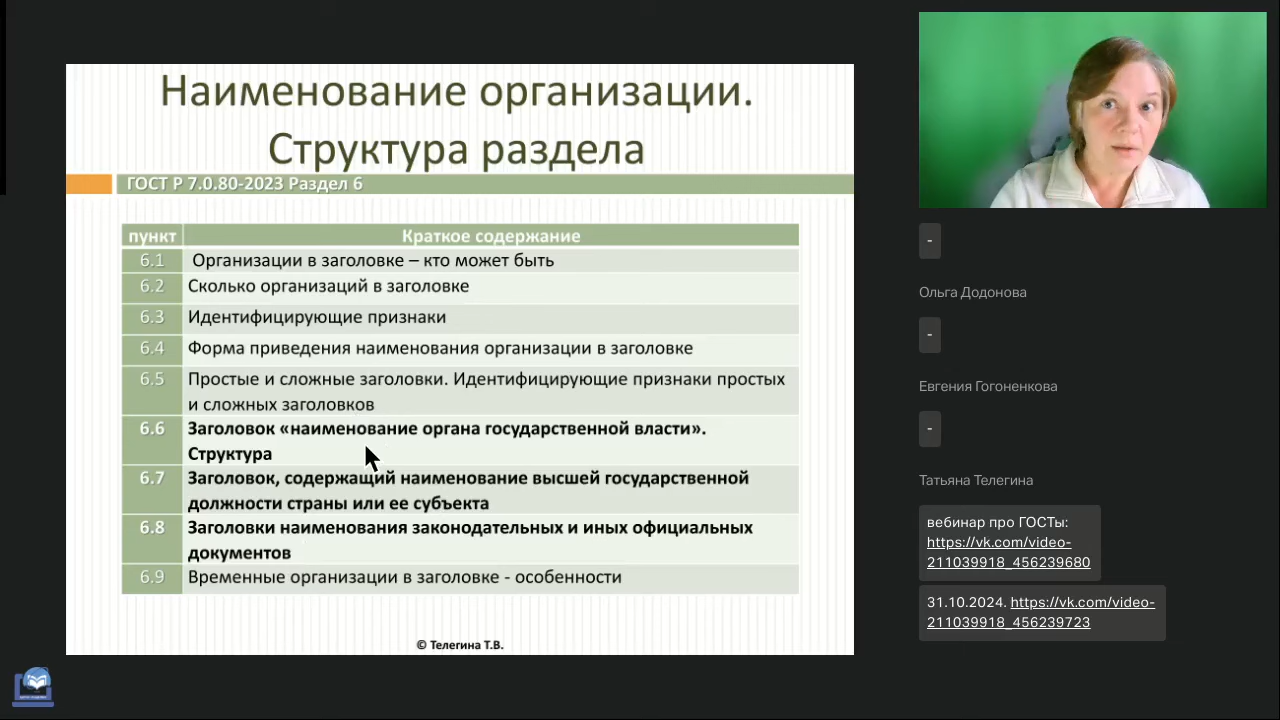 Наименование организации.
Структура раздела
ГОСТ Р 7.0.80-2023 Раздел 6
пункт Краткое содержание
6.1 Организации в заголовке – кто может быть
6.2 Сколько организаций в заголовке
6.3 Идентифицирующие признаки
6.4 Форма приведения наименования организации в заголовке
6.5 Простые и сложные заголовки. Идентифицирующие признаки простых
и сложных заголовков
6.6 Заголовок «наименование органа государственной власти».
Структура
6.7 Заголовок, содержащий наименование высшей государственной
должности страны или ее субъекта
6.8 Заголовки наименования законодательных и иных официальных
документов
6.9 Временные организации в заголовке - особенности
© Телегина Т.В.
-
Ольга Додонова
-
Евгения Гогоненкова
-
Татьяна Телегина
вебинар про ГОСТы:
https://vk.com/video-
211039918_456239680
31.10.2024. https://vk.com/video-
211039918_456239723